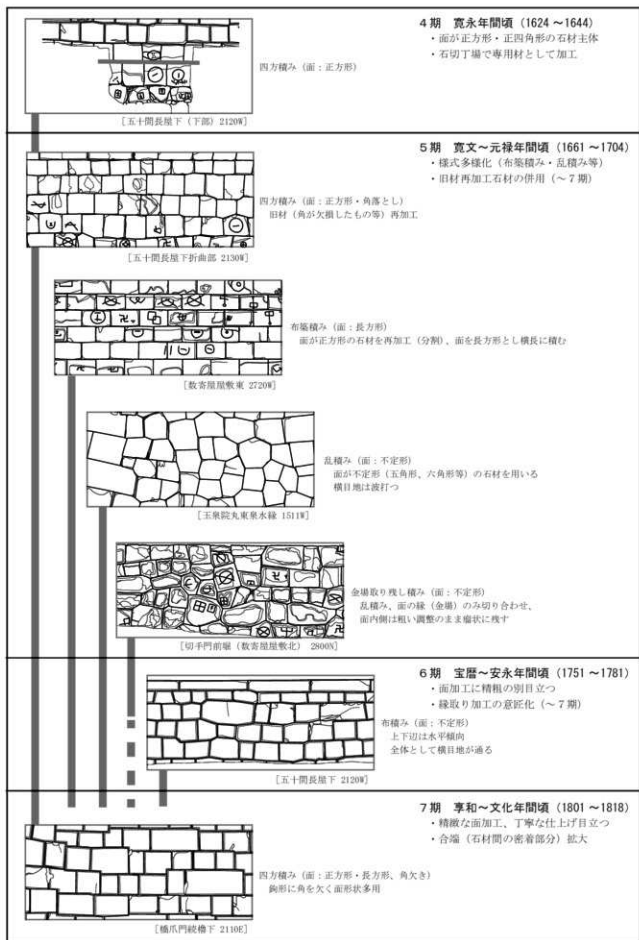 4期　寛永年間頃（1624～1644）
・面が正方形・正四角形の石材主体
・石切丁場で専用材として加工
四方積み（面：正方形）
［五十間長屋下（下部）2120W］
5期　寛文～元禄年間頃（1661～1704）
・様式多様化（布築積み・乱積み等）
・旧材再加工石材の併用（～7期）
四方積み（面：正方形・角落とし）
旧材（角が欠損したもの等）再加工
［五十間長屋下折曲部 2130W］
布築積み（面：長方形）
面が正方形の石材を再加工（分割）、面を長方形とし横長に積む
［数寄屋屋敷東 2720W］
乱積み（面：不定形）
面が不定形（五角形、六角形等）の石材を用いる
横目地は波打つ
［玉泉院丸東泉水縁 1511W］
金場取り残し積み（面：不定形）
乱積み、面の縁（金場）のみ切り合わせ、
面内側は粗い調整のまま瘤状に残す
［切手門前堀（数寄屋屋敷北）2800N］
6期　宝暦～安永年間頃（1751～1781）
・面加工に精粗の別目立つ
・縁取り加工の意匠化（～7期）
布積み（面：不定形）
上下辺は水平傾向
全体として横目地が通る
［五十間長屋下 2120W］
7期　享和～文化年間頃（1801～1818）
・精緻な面加工、丁寧な仕上げ目立つ
・合端（石材間の密着部分）拡大
四方積み（面：正方形・長方形、角欠き）
鉤形に角を欠く面形状多用
［橋爪門続櫓下 2110E］